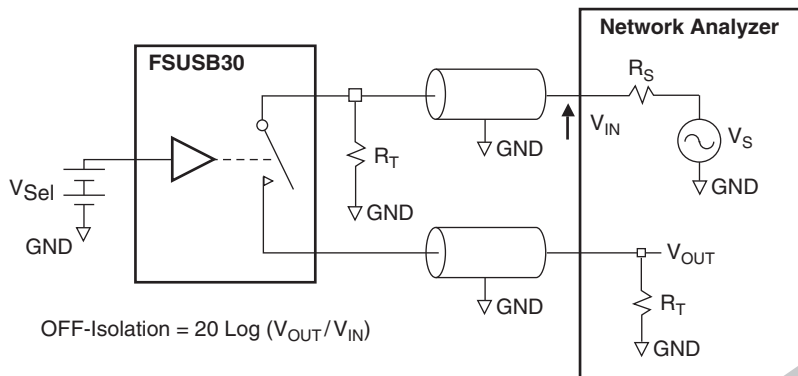 Network Analyzer
FSUSB30
R_S
V_IN
V_S
GND
GND
R_T
GND
V_Sel
GND
V_OUT
GND
R_T
GND
OFF-Isolation = 20 Log (V_OUT/V_IN)